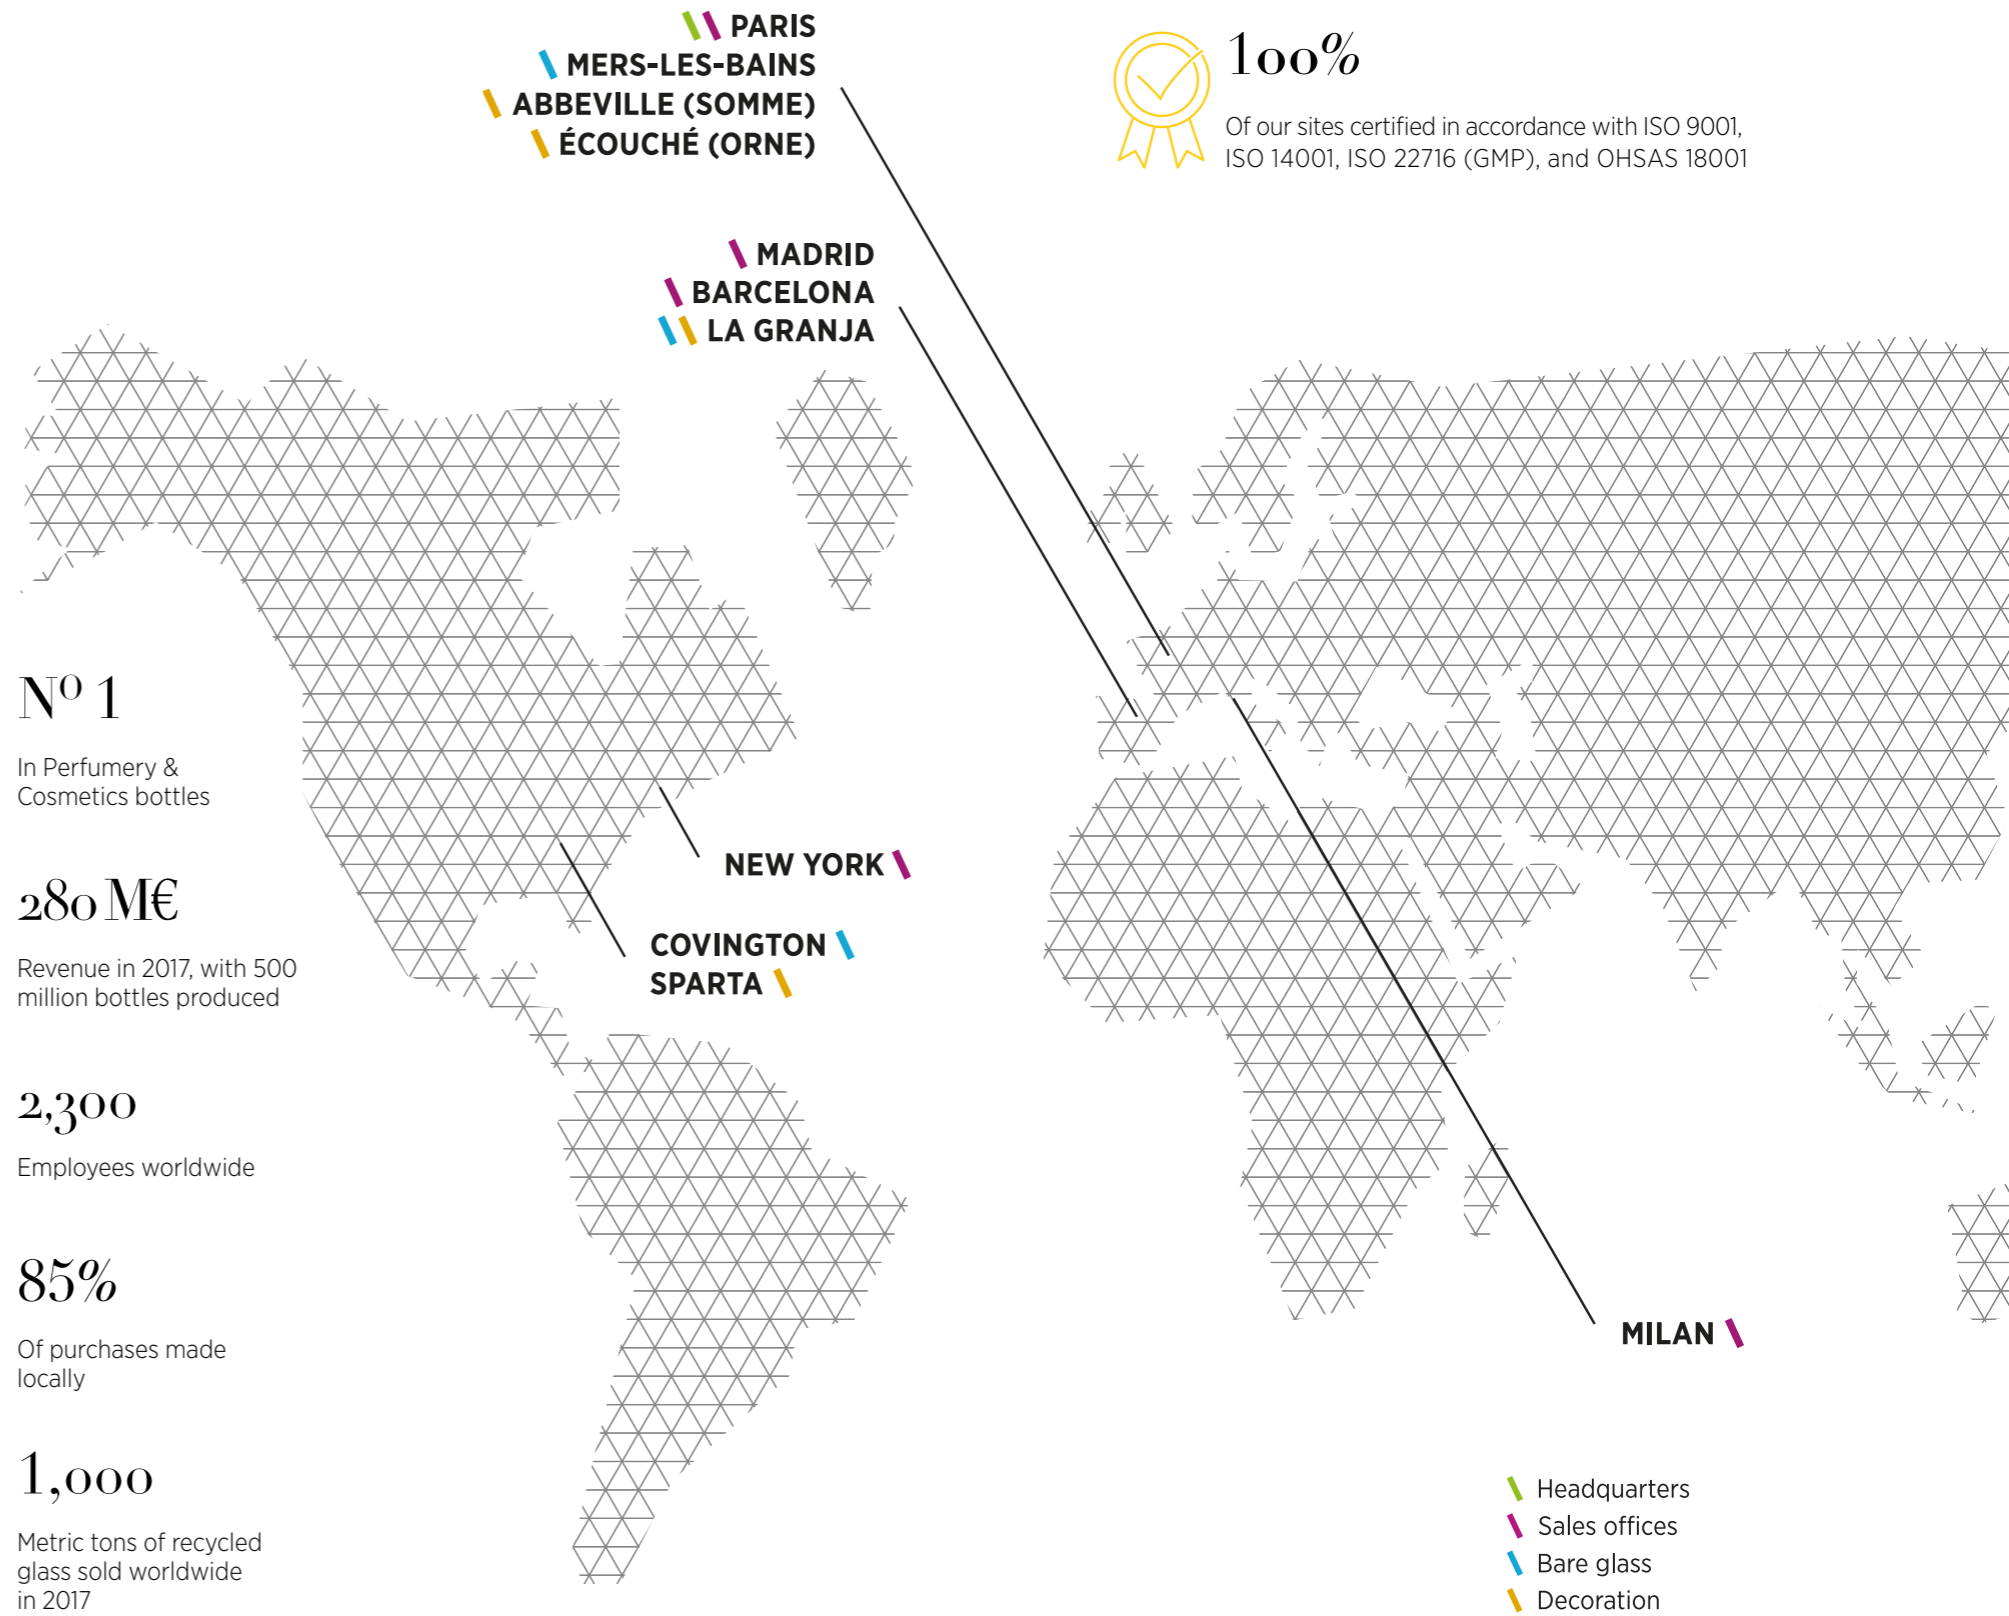 PARIS
MERS-LES-BAINS
ABBEVILLE (SOMME)
ÉCOUCHÉ (ORNE)
100%
Of our sites certified in accordance with ISO 9001,
ISO 14001, ISO 22716 (GMP), and OHSAS 18001
MADRID
BARCELONA
LA GRANJA
Nº 1
In Perfumery &
Cosmetics bottles
280 M€
Revenue in 2017, with 500
million bottles produced
2,300
Employees worldwide
85%
Of purchases made
locally
1,000
Metric tons of recycled
glass sold worldwide
in 2017
NEW YORK
COVINGTON
SPARTA
MILAN
Headquarters
Sales offices
Bare glass
Decoration